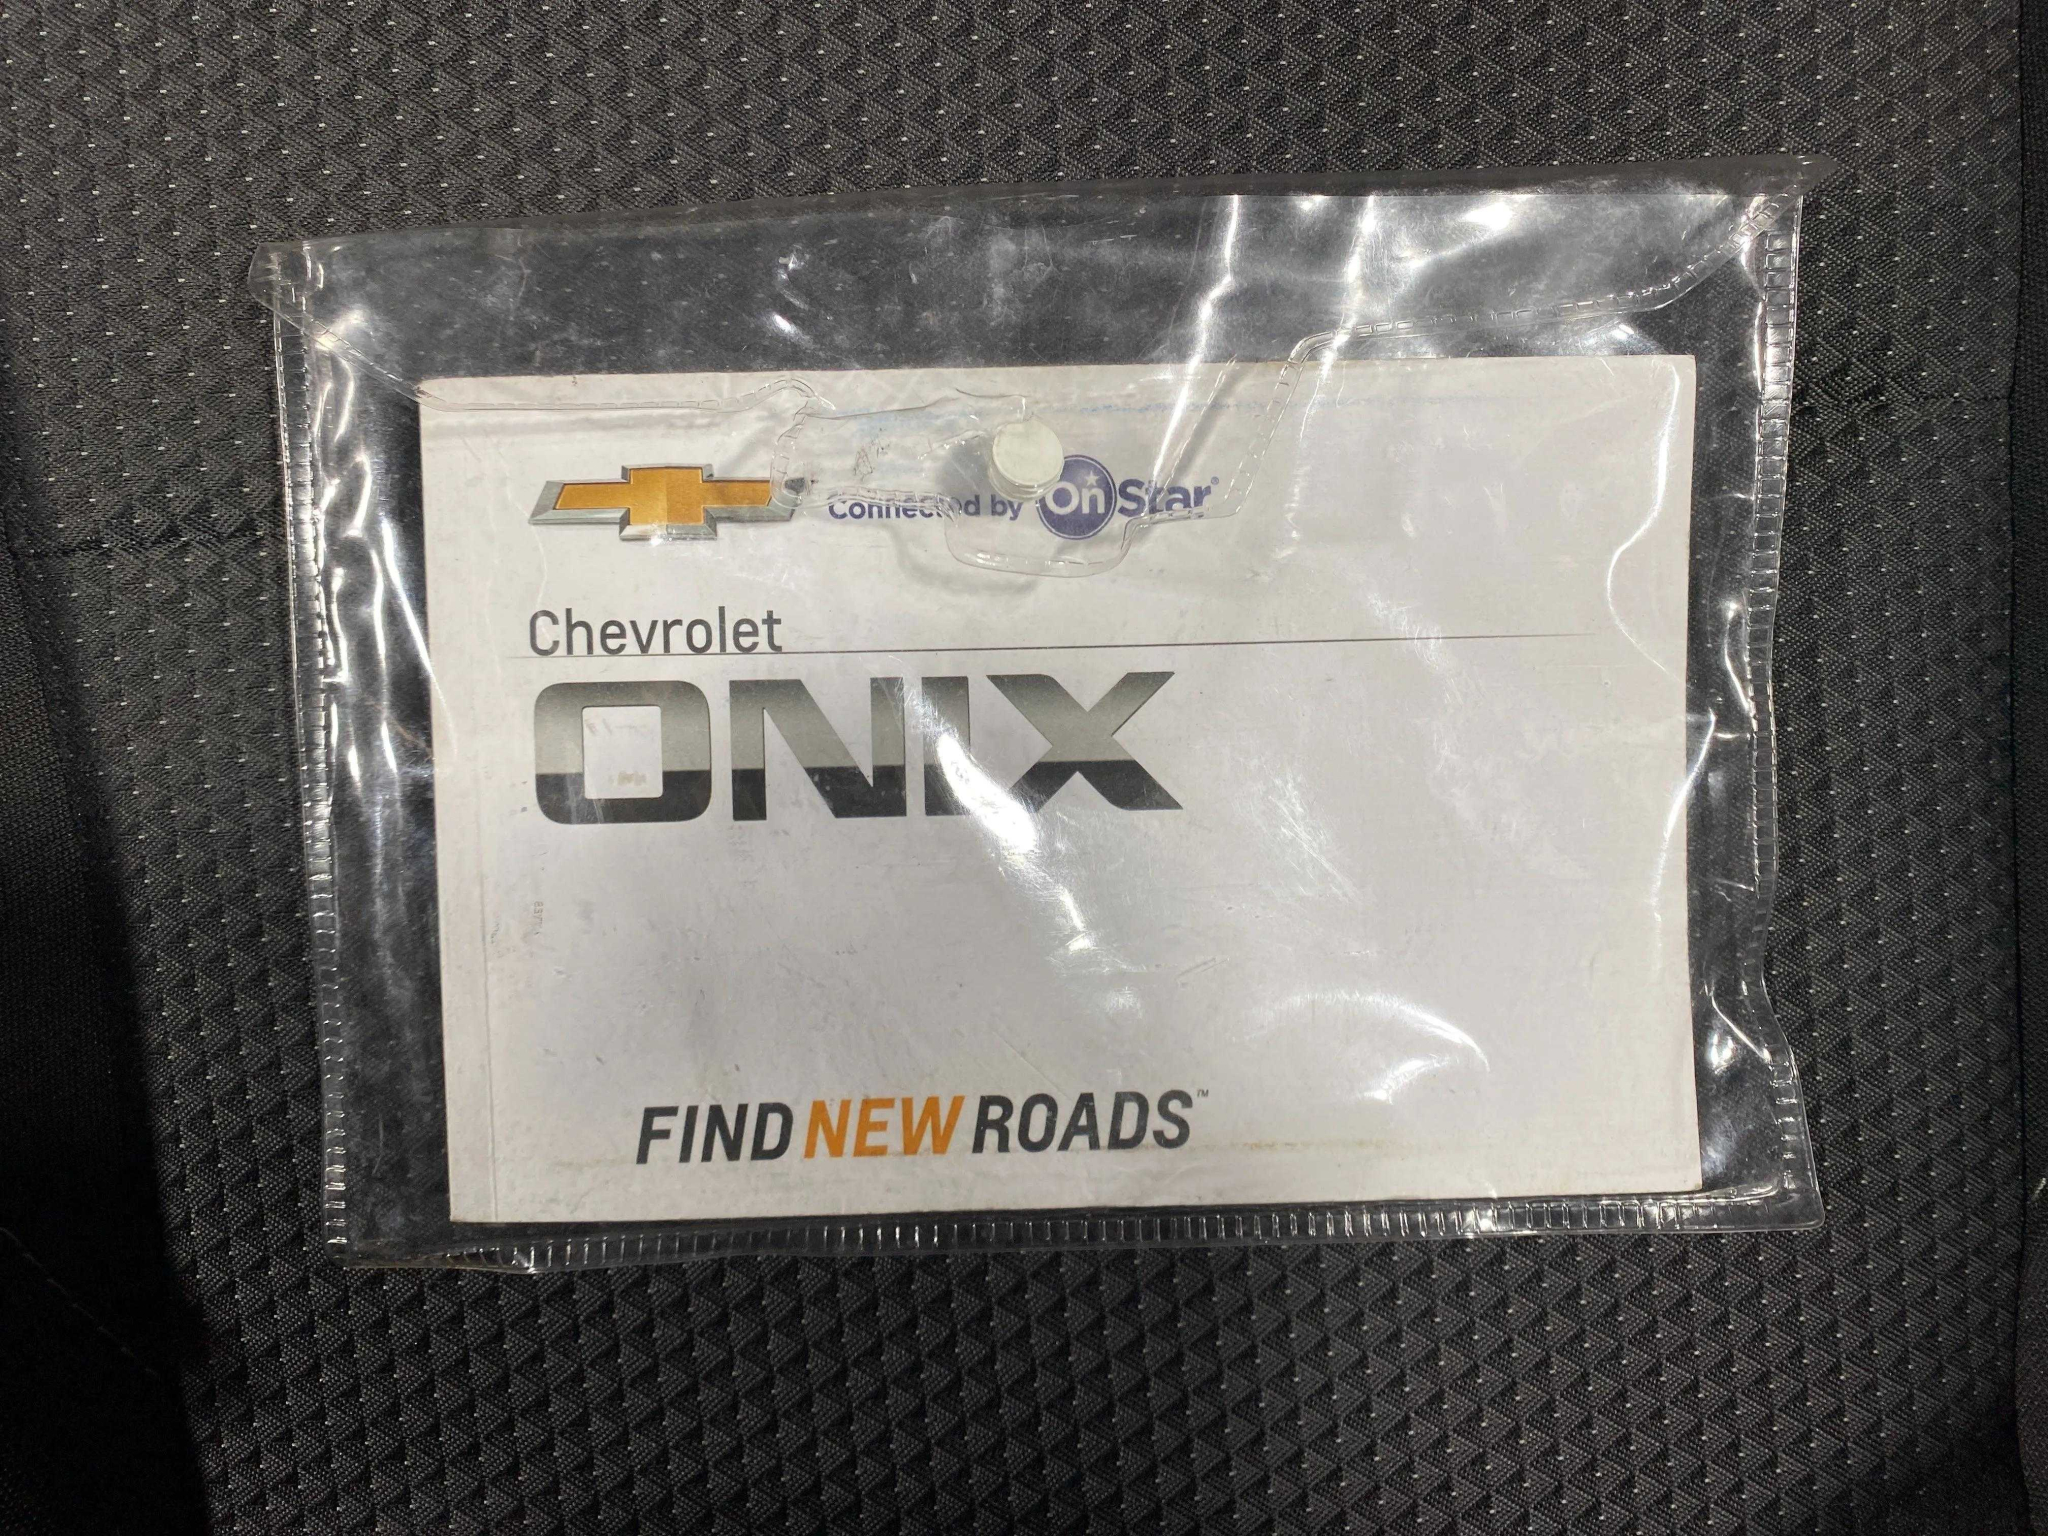 Connected by OnStar®
Chevrolet
ONIX
FIND NEW ROADS™